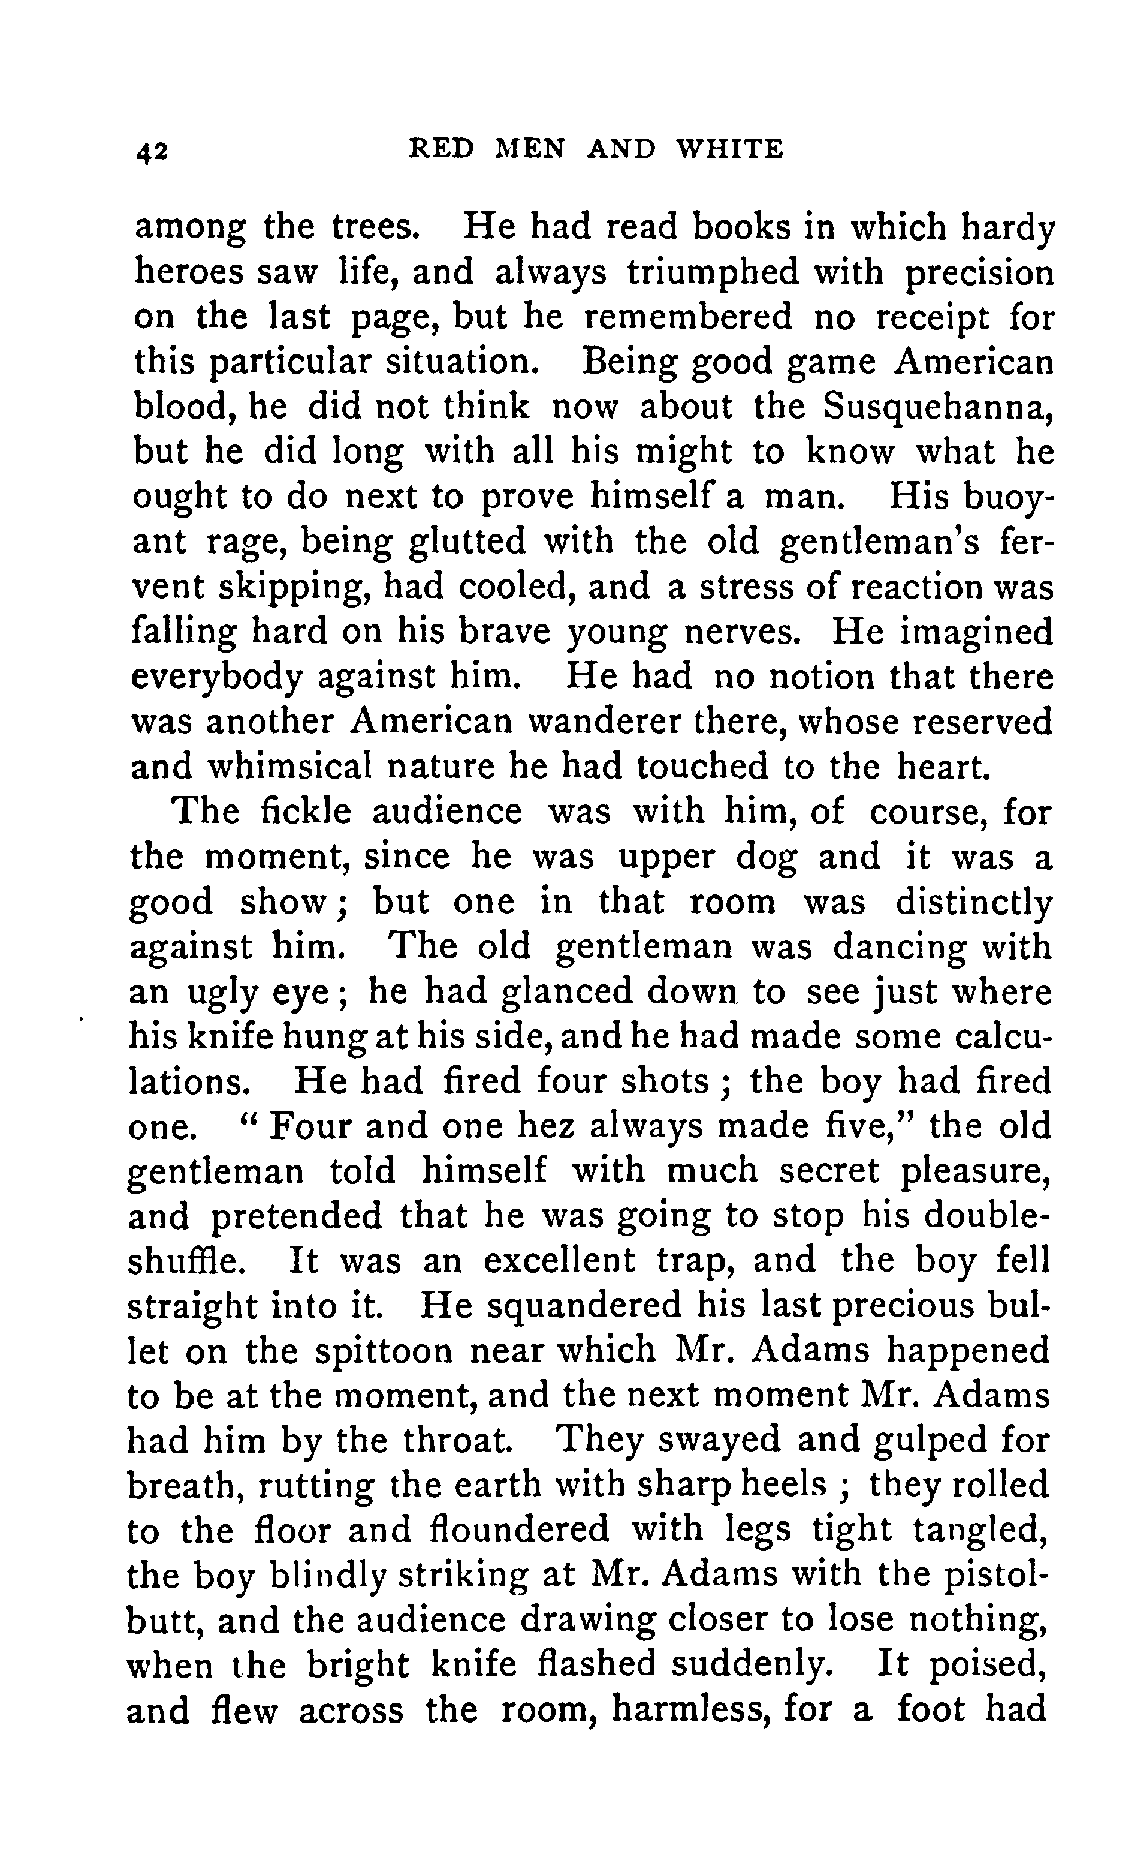 42 RED MEN AND WHITE
among the trees. He had read books in which hardy
heroes saw life, and always triumphed with precision
on the last page, but he remembered no receipt for
this particular situation. Being good game American
blood, he did not think now about the Susquehanna,
but he did long with all his might to know what he
ought to do next to prove himself a man. His buoy-
ant rage, being glutted with the old gentleman's fer-
vent skipping, had cooled, and a stress of reaction was
falling hard on his brave young nerves. He imagined
everybody against him. He had no notion that there
was another American wanderer there, whose reserved
and whimsical nature he had touched to the heart.
The fickle audience was with him, of course, for
the moment, since he was upper dog and it was a
good show; but one in that room was distinctly
against him. The old gentleman was dancing with
an ugly eye; he had glanced down to see just where
his knife hung at his side, and he had made some calcu-
lations. He had fired four shots; the boy had fired
one. "Four and one hez always made five," the old
gentleman told himself with much secret pleasure,
and pretended that he was going to stop his double-
shuffle. It was an excellent trap, and the boy fell
straight into it. He squandered his last precious bul-
let on the spittoon near which Mr. Adams happened
to be at the moment, and the next moment Mr. Adams
had him by the throat. They swayed and gulped for
breath, rutting the earth with sharp heels; they rolled
to the floor and floundered with legs tight tangled,
the boy blindly striking at Mr. Adams with the pistol-
butt, and the audience drawing closer to lose nothing,
when the bright knife flashed suddenly. It poised,
and flew across the room, harmless, for a foot had